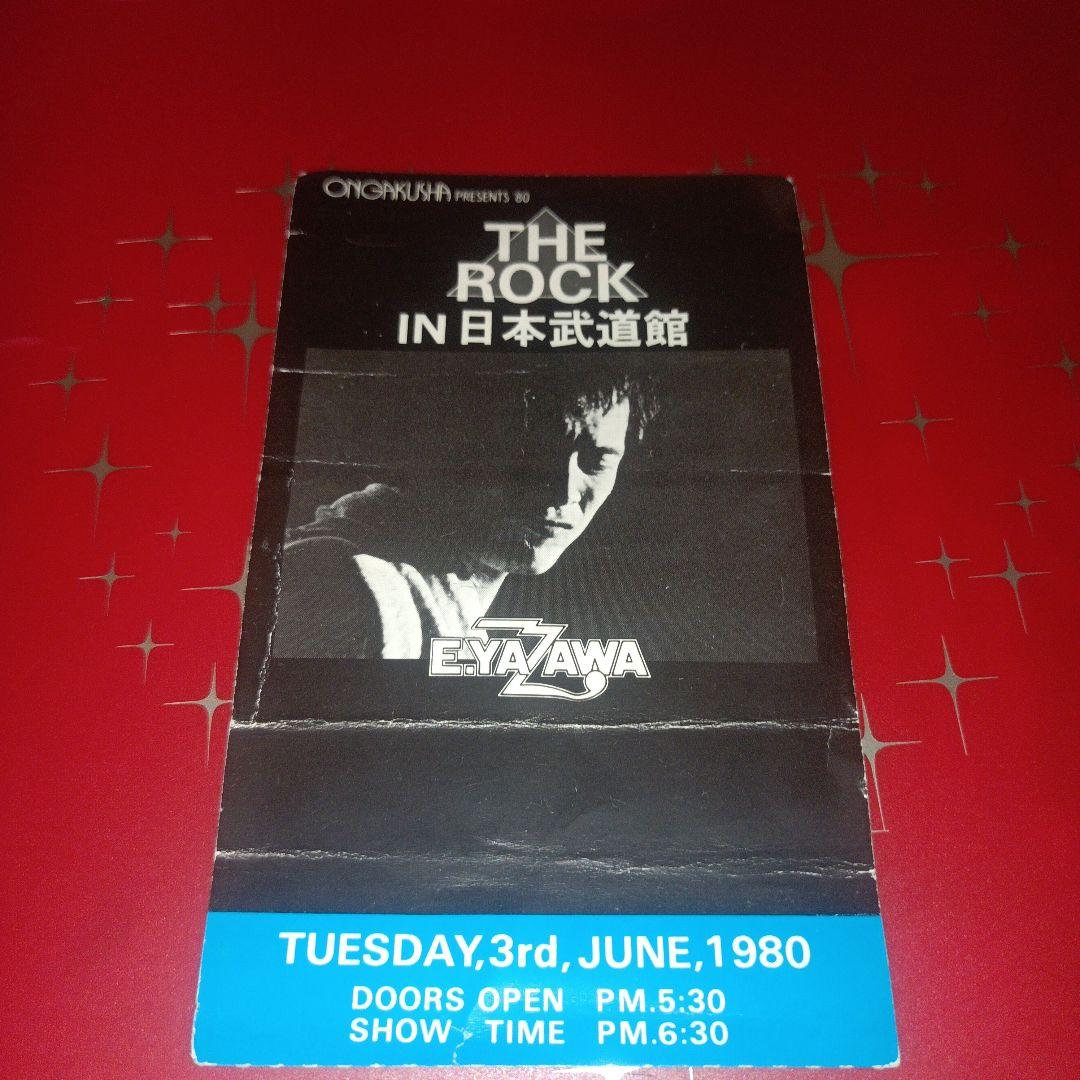 ONGAKUSHA PRESENTS '80
THE
ROCK
IN 日本武道館
E.YAZAWA
TUESDAY,3rd,JUNE,1980
DOORS OPEN PM.5:30
SHOW TIME PM.6:30